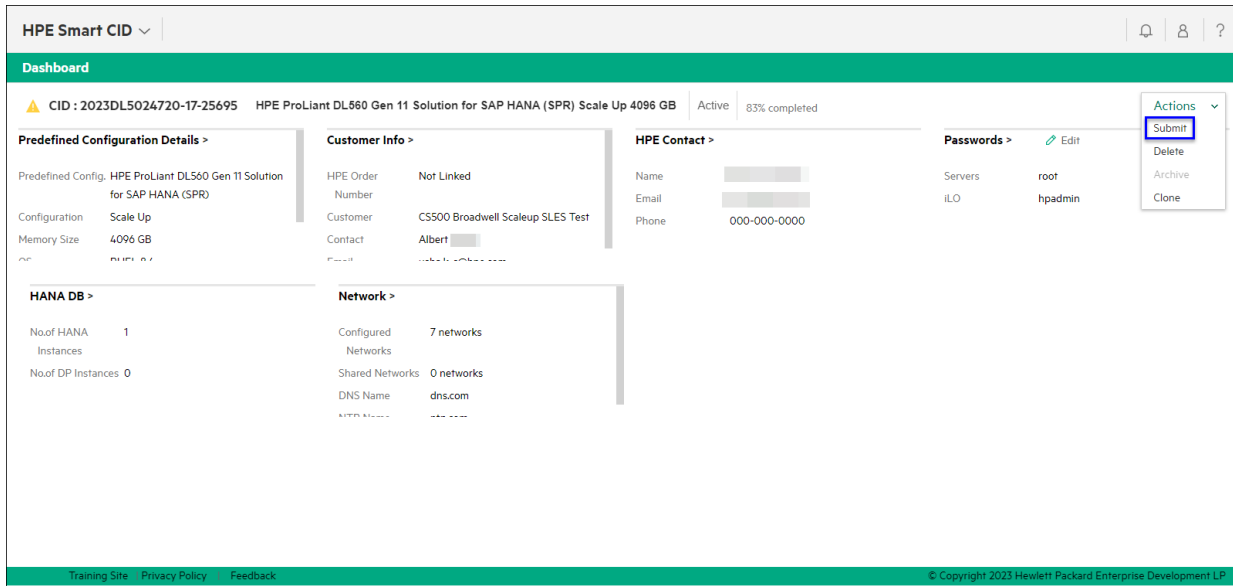 HPE Smart CID
?
Dashboard
CID : 2023DL5024720-17-25695 HPE ProLiant DL560 Gen 11 Solution for SAP HANA (SPR) Scale Up 4096 GB Active 83% completed
Actions
Submit
Delete
Archive
Clone
Predefined Configuration Details >
Predefined Config. HPE ProLiant DL560 Gen 11 Solution
for SAP HANA (SPR)
Configuration Scale Up
Memory Size 4096 GB
Customer Info >
HPE Order Not Linked
Number
Customer CS500 Broadwell Scaleup SLES Test
Contact Albert
HPE Contact >
Name
Email
Phone 000-000-0000
Passwords > Edit
Servers root
iLO hpadmin
HANA DB >
No.of HANA 1
Instances
No.of DP Instances 0
Network >
Configured 7 networks
Networks
Shared Networks 0 networks
DNS Name dns.com
Training Site Privacy Policy Feedback
© Copyright 2023 Hewlett Packard Enterprise Development LP